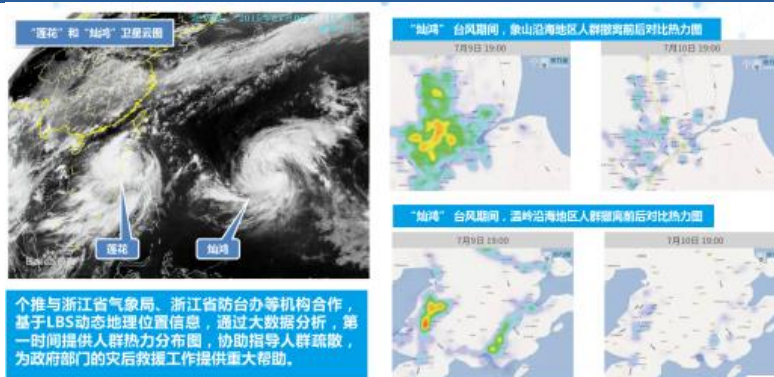 “莲花”和“灿鸿”卫星云图
莲花
灿鸿
个推与浙江省气象局、浙江省防台办等机构合作，
基于LBS动态地理位置信息，通过大数据分析，第
一时间提供人群热力分布图，协助指导人群疏散，
为政府部门的灾后救援工作提供重大帮助。
“灿鸿” 台风期间，象山沿海地区人群撤离前后对比热力图
7月9日 19:00
7月10日 19:00
“灿鸿” 台风期间，温岭沿海地区人群撤离前后对比热力图
7月9日 19:00
7月10日 19:00